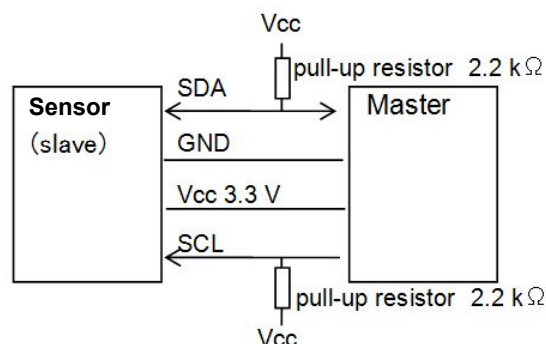 Vcc
pull-up resistor 2.2 kΩ
SDA
Sensor
(slave)
Master
GND
Vcc 3.3 V
SCL
pull-up resistor 2.2 kΩ
Vcc